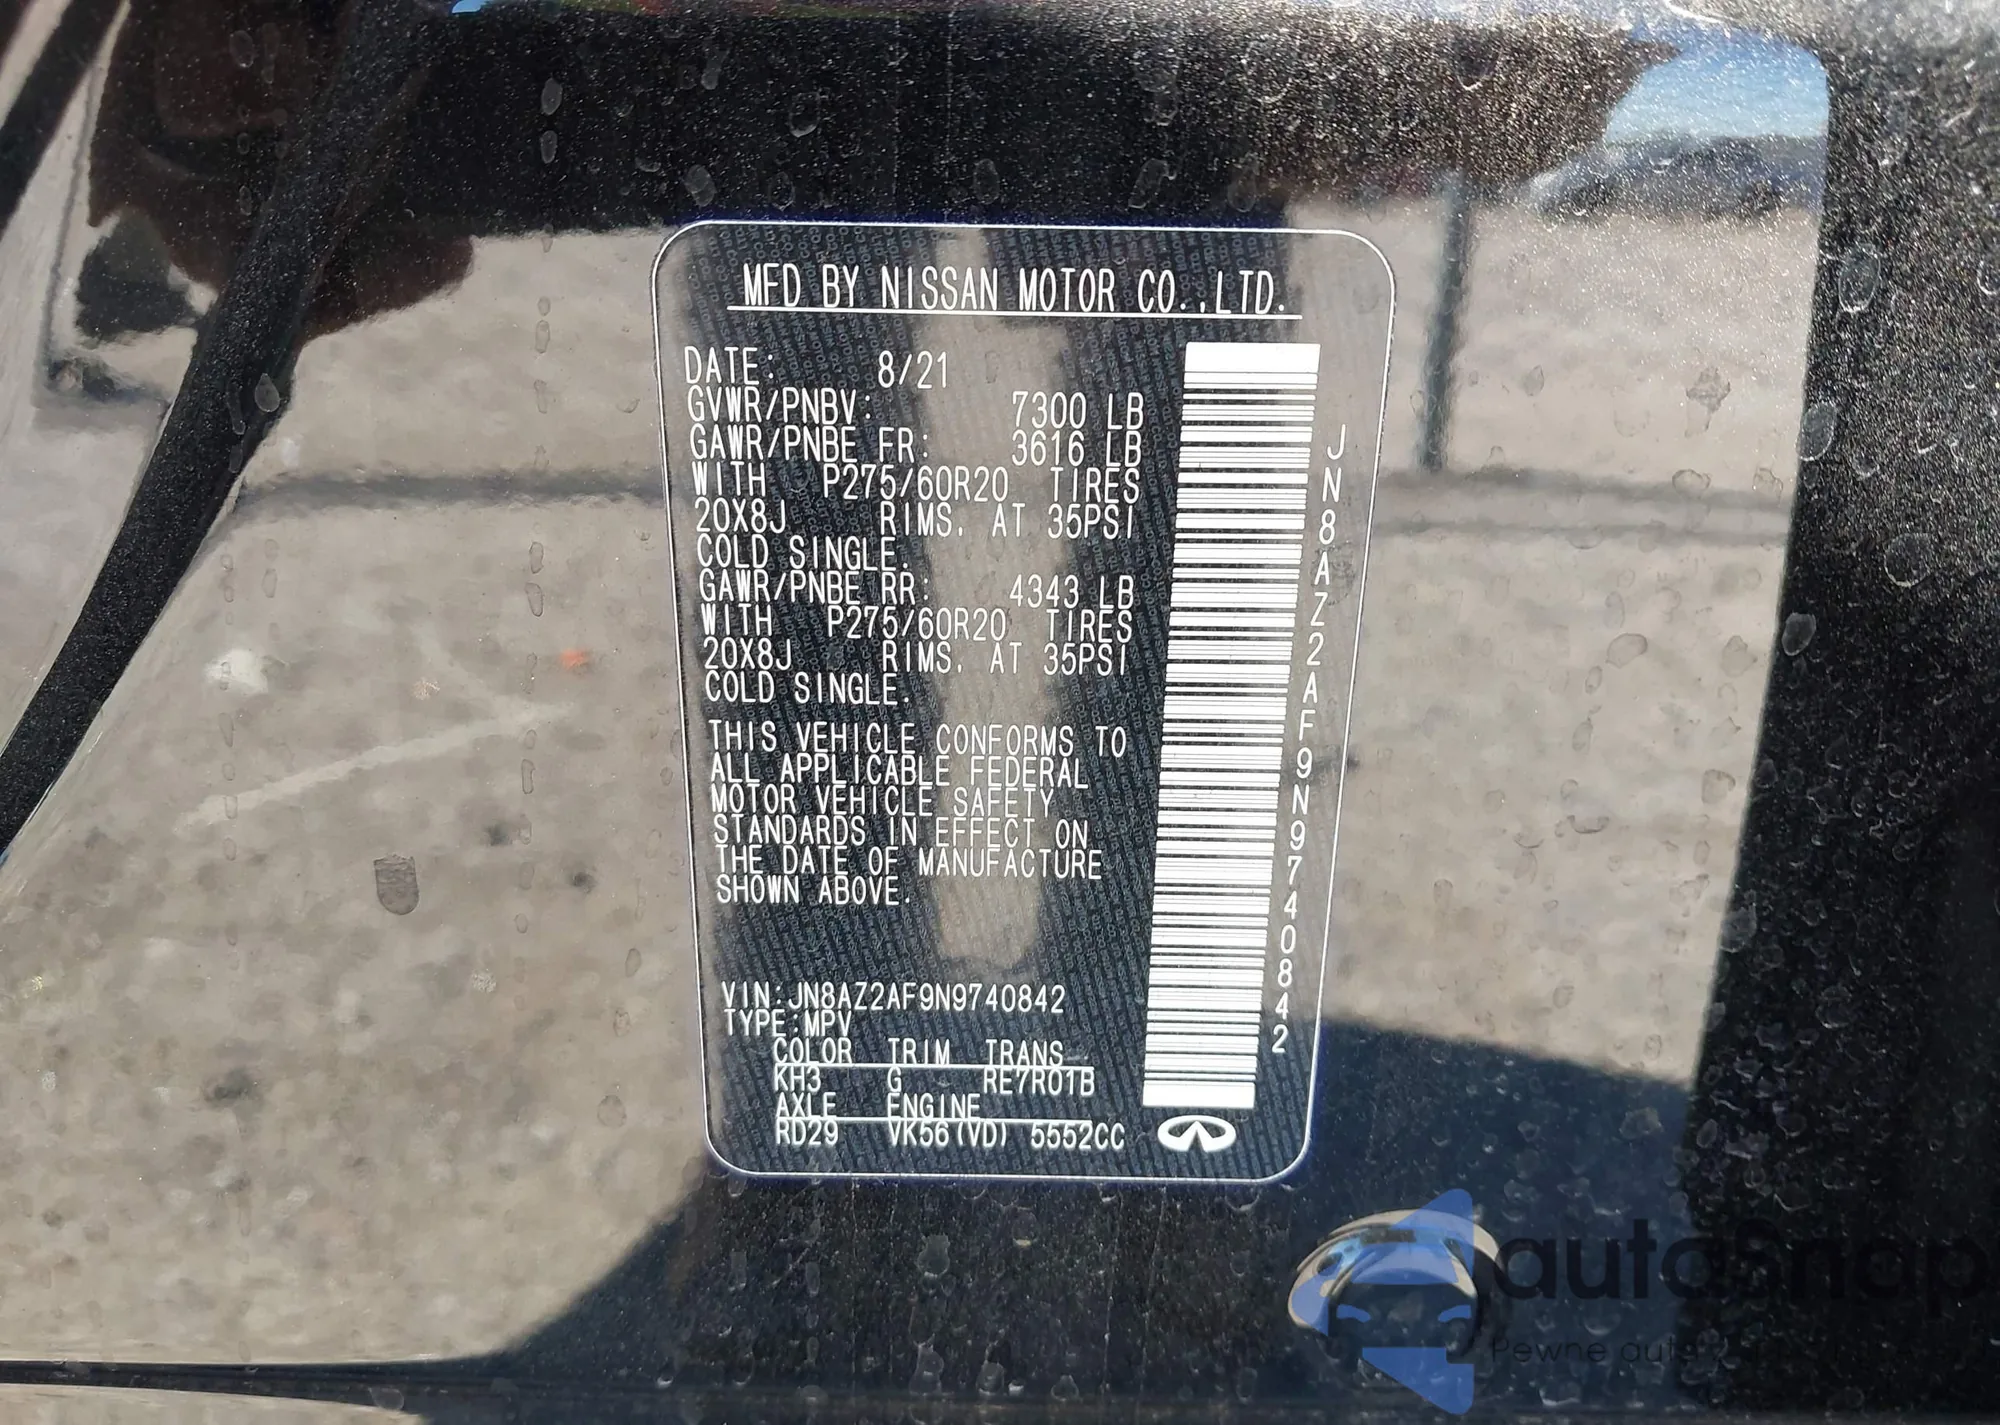 MFD BY NISSAN MOTOR CO.,LTD.
DATE: 8/21
GVWR/PNBV: 7300 LB
GAWR/PNBE FR: 3616 LB
WITH P275/60R20 TIRES
20X8J RIMS. AT 35PSI
COLD SINGLE.
GAWR/PNBE RR: 4343 LB
WITH P275/60R20 TIRES
20X8J RIMS. AT 35PSI
COLD SINGLE.
THIS VEHICLE CONFORMS TO
ALL APPLICABLE FEDERAL
MOTOR VEHICLE SAFETY
STANDARDS IN EFFECT ON
THE DATE OF MANUFACTURE
SHOWN ABOVE.
VIN:JN8AZ2AF9N9740842
TYPE:MPV
COLOR TRIM TRANS
KH3 G RE7R01B
AXLE ENGINE
RD29 VK56(VD) 5552CC
JN8AZ2AF9N9740842
autosnap
Pewne auta